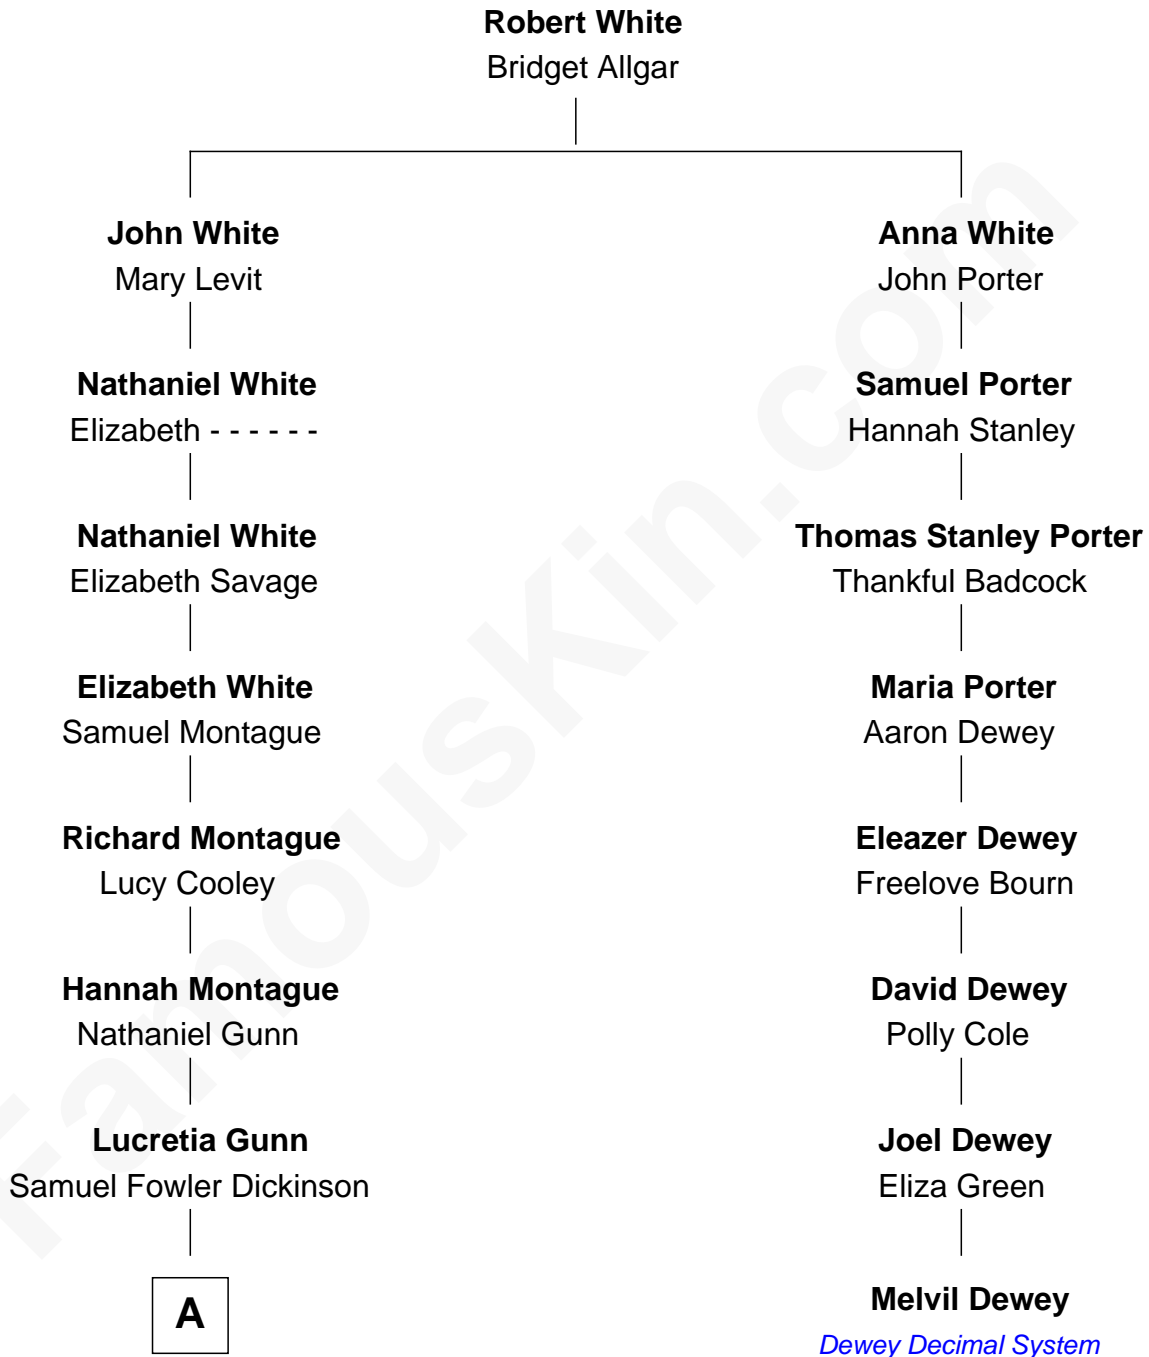 Robert White
Bridget Allgar
John White
Mary Levit
Anna White
John Porter
Nathaniel White
Elizabeth - - - - - -
Samuel Porter
Hannah Stanley
Nathaniel White
Elizabeth Savage
Thomas Stanley Porter
Thankful Badcock
Elizabeth White
Samuel Montague
Maria Porter
Aaron Dewey
Richard Montague
Lucy Cooley
Eleazer Dewey
Freelove Bourn
Hannah Montague
Nathaniel Gunn
David Dewey
Polly Cole
Lucretia Gunn
Samuel Fowler Dickinson
Joel Dewey
Eliza Green
A
Melvil Dewey
Dewey Decimal System
FamousKin.com